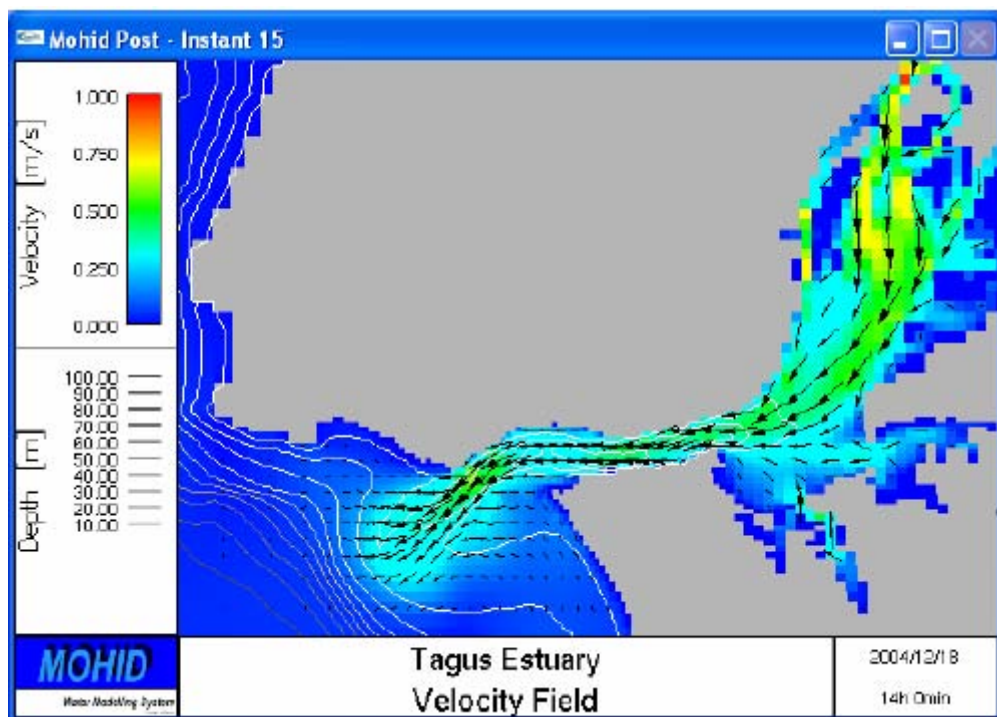 Mohid Post - Instant 15
Velocity [m/s]
1.000
0.750
0.500
0.250
0.000
Depth [m]
100.00
90.00
80.00
70.00
60.00
50.00
40.00
30.00
20.00
10.00
MOHID
Water Modelling System
Tagus Estuary
Velocity Field
2004/12/18
14h 0min